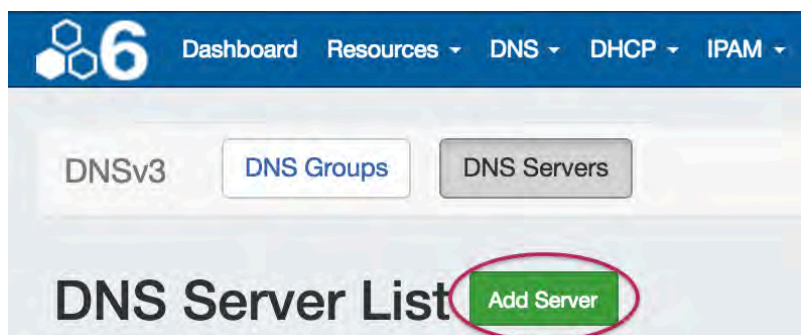 6 Dashboard Resources DNS DHCP IPAM
DNSv3 DNS Groups DNS Servers
DNS Server List Add Server